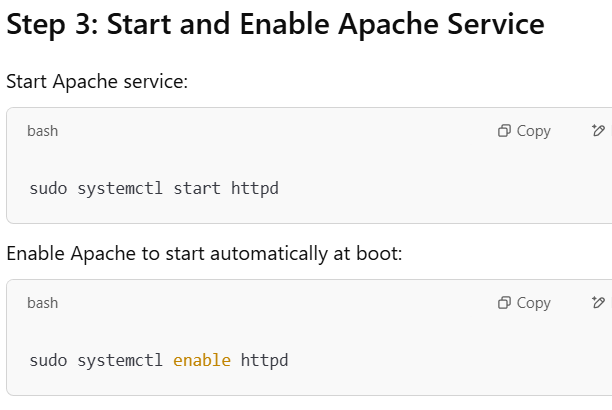 Step 3: Start and Enable Apache Service
Start Apache service:
bash
Copy
sudo systemctl start httpd
Enable Apache to start automatically at boot:
bash
Copy
sudo systemctl enable httpd